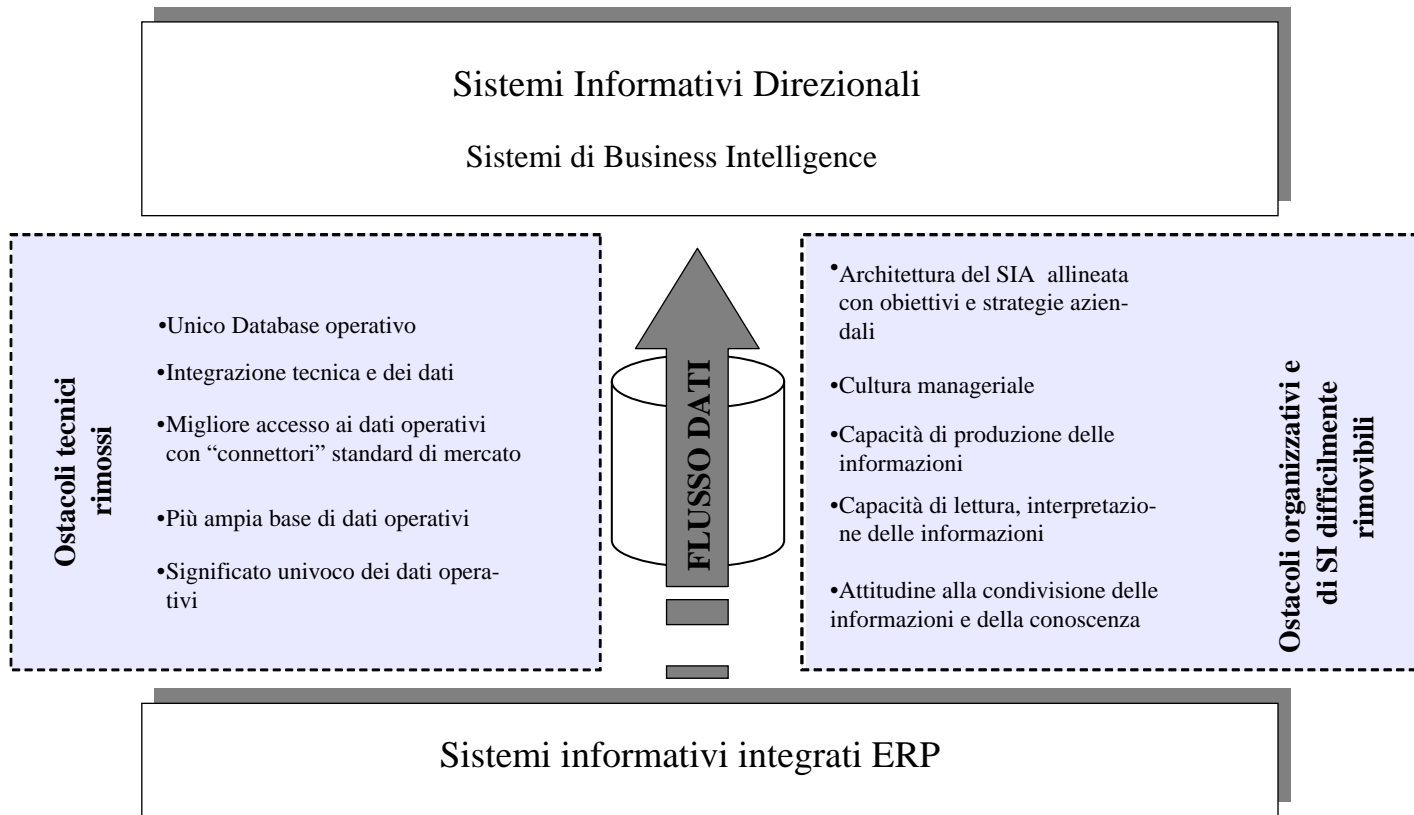 Sistemi Informativi Direzionali
Sistemi di Business Intelligence
Ostacoli tecnici
rimossi
•Unico Database operativo
•Integrazione tecnica e dei dati
•Migliore accesso ai dati operativi
con “connettori” standard di mercato
•Più ampia base di dati operativi
•Significato univoco dei dati opera-
tivi
FLUSSO DATI
•Architettura del SIA allineata
con obiettivi e strategie azien-
dali
•Cultura manageriale
•Capacità di produzione delle
informazioni
•Capacità di lettura, interpretazio-
ne delle informazioni
•Attitudine alla condivisione delle
informazioni e della conoscenza
Ostacoli organizzativi e
di SI difficilmente
rimovibili
Sistemi informativi integrati ERP